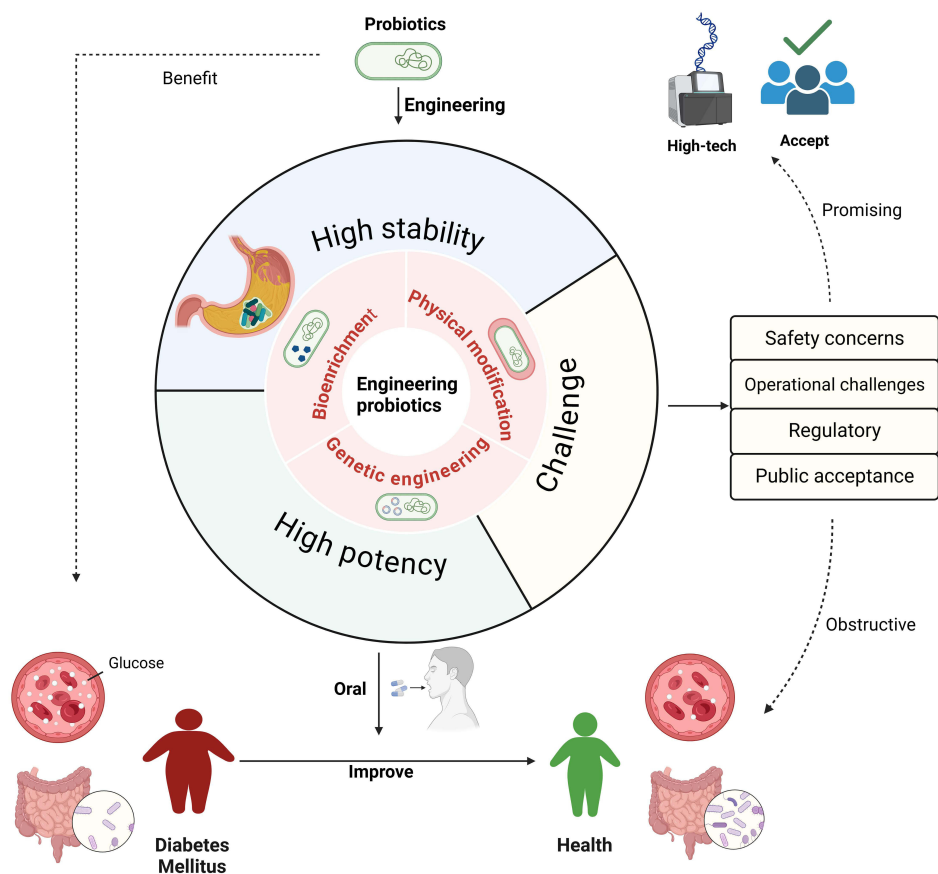 Probiotics
Benefit
Engineering
High-tech
Accept
Promising
High stability
Bioenrichment
Physical modification
Engineering
probiotics
Genetic engineering
High potency
Challenge
Safety concerns
Operational challenges
Regulatory
Public acceptance
Obstructive
Glucose
Oral
Improve
Diabetes
Mellitus
Health